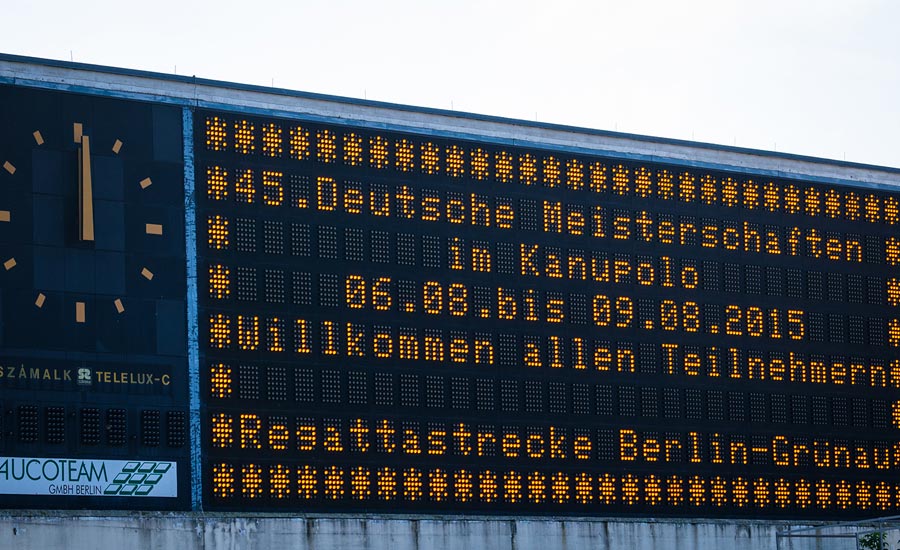 ************************
*45.Deutsche Meisterschaften
* im Kanupolo *
* 06.08.bis 09.08.2015 *
*Willkommen allen Teilnehmern*
* *
*Regattastrecke Berlin-Grünau
************************
SZÁMALK TELELUX-C
AUCOTEAM
GMBH BERLIN